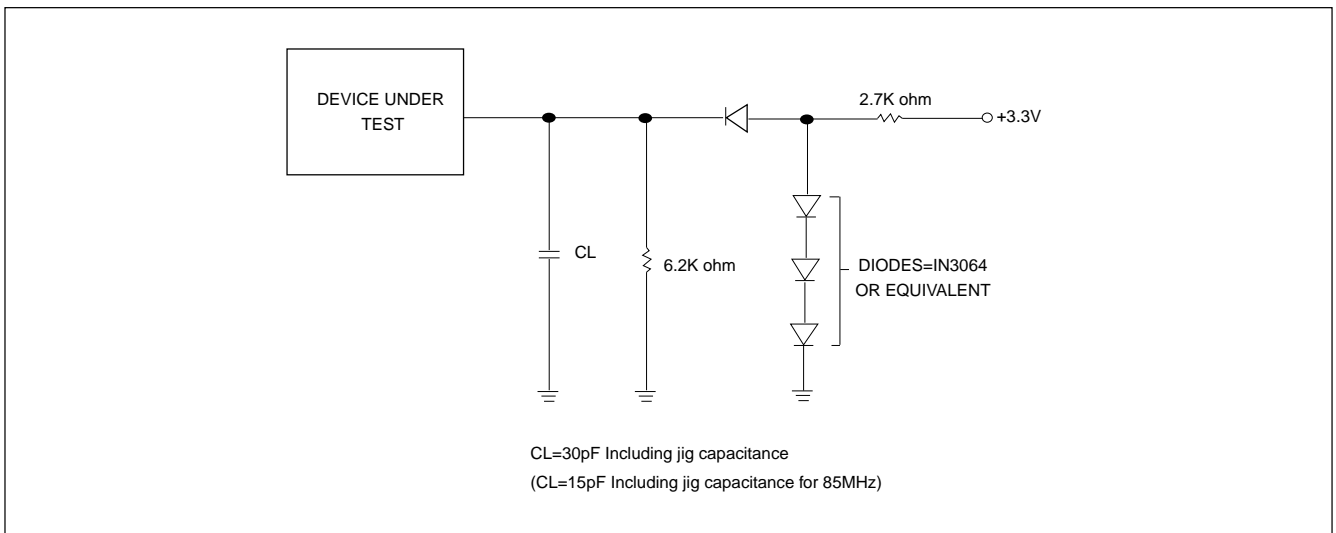 DEVICE UNDER
TEST
2.7K ohm
+3.3V
CL
6.2K ohm
DIODES=IN3064
OR EQUIVALENT
CL=30pF Including jig capacitance
(CL=15pF Including jig capacitance for 85MHz)